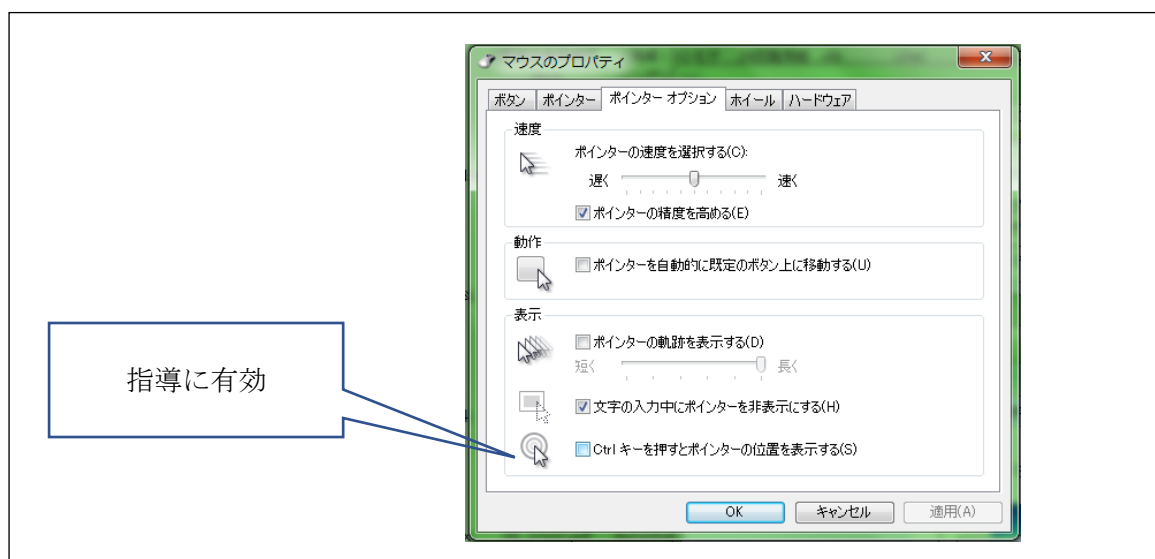 マウスのプロパティ
ボタン ポインター ポインター オプション ホイール ハードウェア
速度
ポインターの速度を選択する(C):
遅く 速く
ポインターの精度を高める(E)
動作
ポインターを自動的に既定のボタン上に移動する(U)
表示
ポインターの軌跡を表示する(D)
短く 長く
文字の入力中にポインターを非表示にする(H)
Ctrl キーを押すとポインターの位置を表示する(S)
OK キャンセル 適用(A)
指導に有効